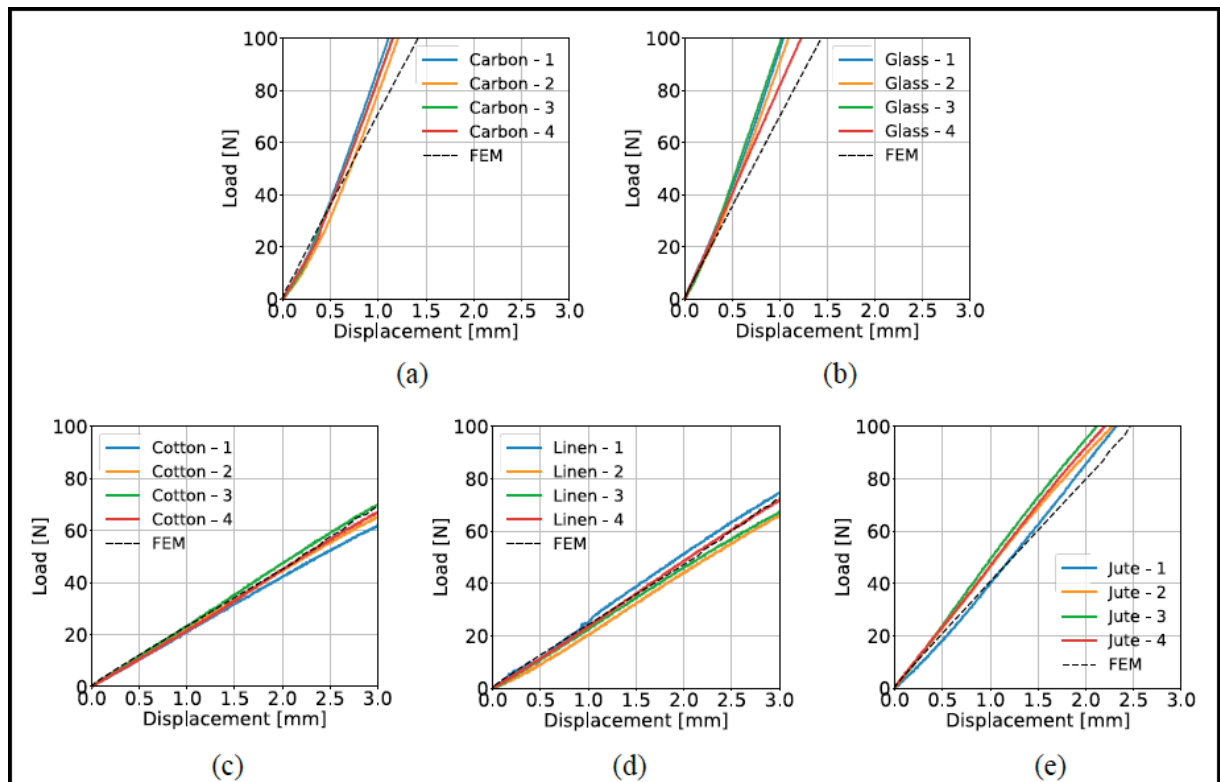 100
80
60
40
20
0
Load [N]
Carbon – 1
Carbon – 2
Carbon – 3
Carbon – 4
FEM
0.0 0.5 1.0 1.5 2.0 2.5 3.0
Displacement [mm]
(a)
100
80
60
40
20
0
Load [N]
Glass – 1
Glass – 2
Glass – 3
Glass – 4
FEM
0.0 0.5 1.0 1.5 2.0 2.5 3.0
Displacement [mm]
(b)
100
80
60
40
20
0
Load [N]
Cotton – 1
Cotton – 2
Cotton – 3
Cotton – 4
FEM
0.0 0.5 1.0 1.5 2.0 2.5 3.0
Displacement [mm]
(c)
100
80
60
40
20
0
Load [N]
Linen – 1
Linen – 2
Linen – 3
Linen – 4
FEM
0.0 0.5 1.0 1.5 2.0 2.5 3.0
Displacement [mm]
(d)
100
80
60
40
20
0
Load [N]
Jute – 1
Jute – 2
Jute – 3
Jute – 4
FEM
0.0 0.5 1.0 1.5 2.0 2.5 3.0
Displacement [mm]
(e)